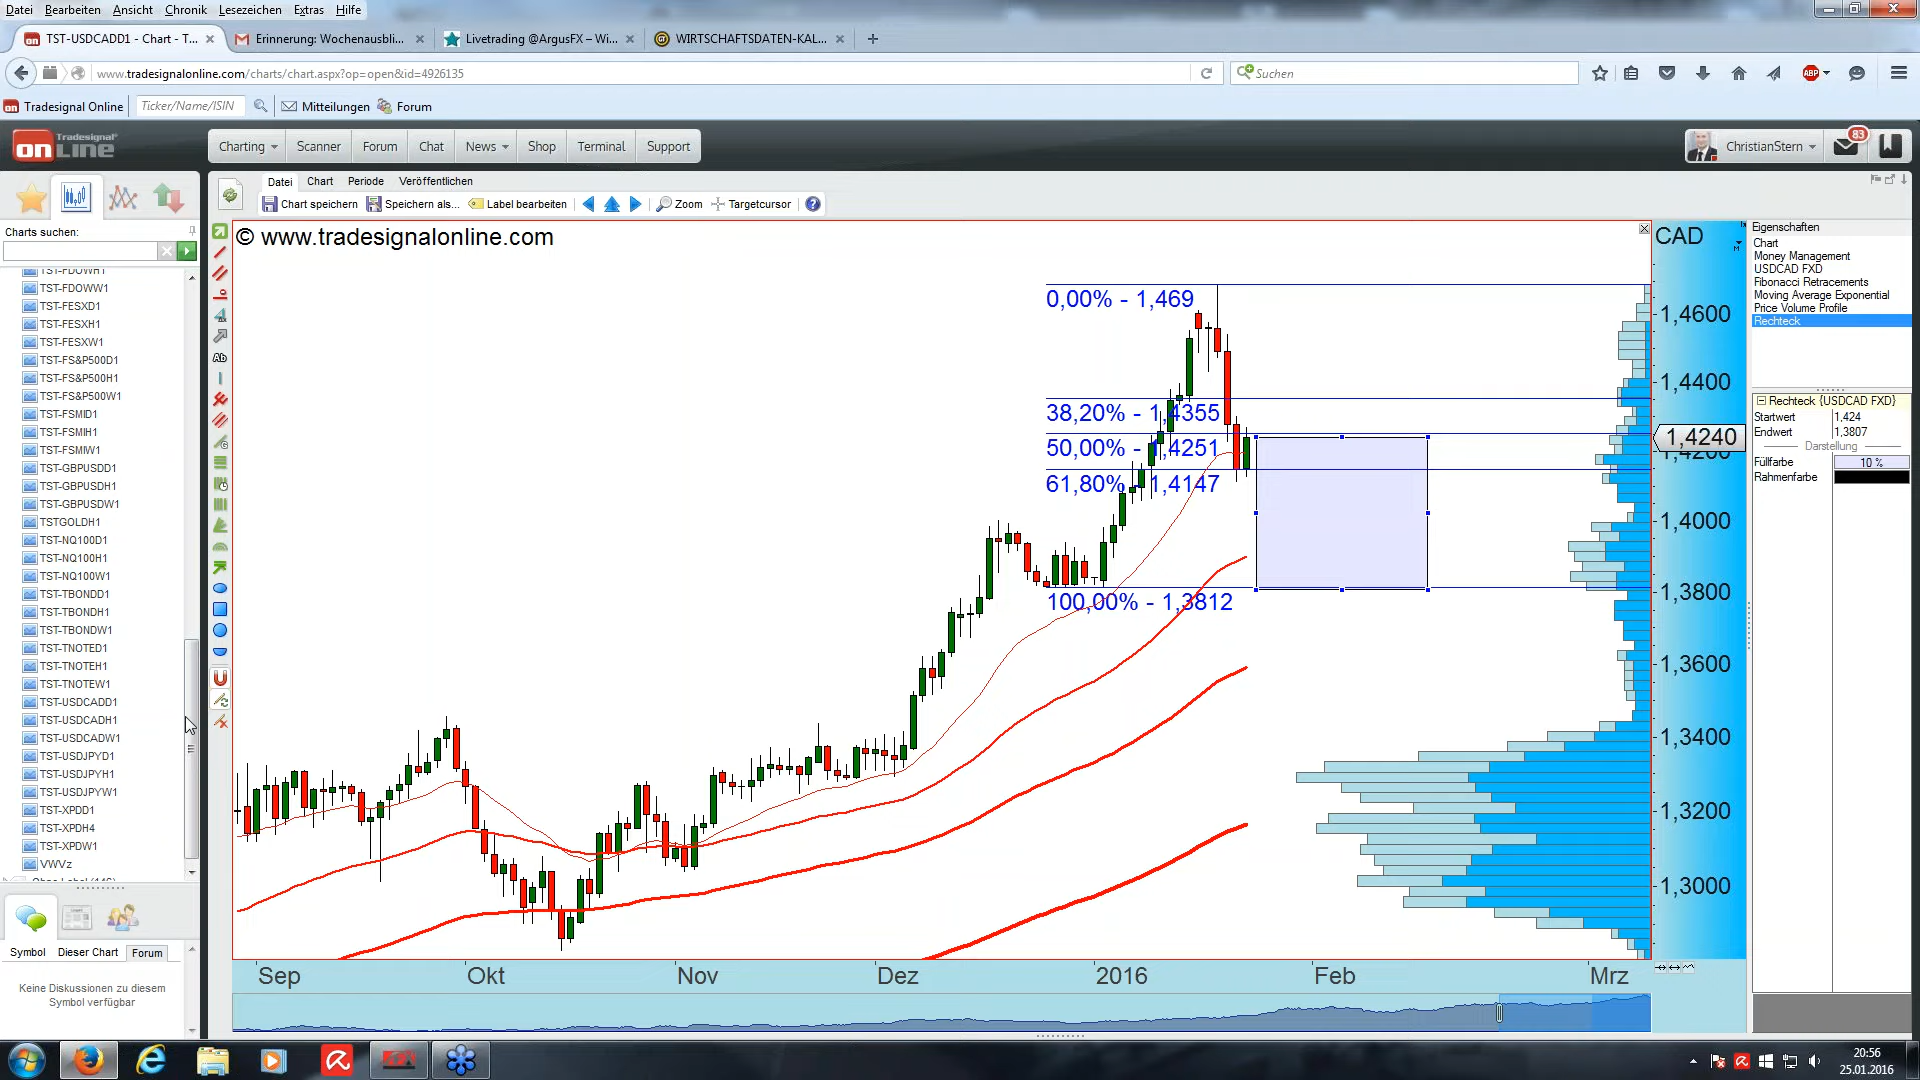 Datei Bearbeiten Ansicht Chronik Lesezeichen Extras Hilfe
TST-USDCADD1 - Chart - T...
Erinnerung: Wochenausbli...
Livetrading @ArgusFX – Wi...
WIRTSCHAFTSDATEN-KAL...
www.tradesignalonline.com/charts/chart.aspx?op=open&id=4926135
Suchen
ABP
Tradesignal Online
Ticker/Name/ISIN
Mitteilungen
Forum
Tradesignal
on LINE
Charting Scanner Forum Chat News Shop Terminal Support
ChristianStern
83
Datei Chart Periode Veröffentlichen
Chart speichern Speichern als... Label bearbeiten Zoom Targetcursor
Charts suchen:
TST-FDOWH1
TST-FDOWW1
TST-FESXD1
TST-FESXH1
TST-FESXW1
TST-FS&P500D1
TST-FS&P500H1
TST-FS&P500W1
TST-FSMID1
TST-FSMIH1
TST-FSMIW1
TST-GBPUSDD1
TST-GBPUSDH1
TST-GBPUSDW1
TSTGOLDH1
TST-NQ100D1
TST-NQ100H1
TST-NQ100W1
TST-TBONDD1
TST-TBONDH1
TST-TBONDW1
TST-TNOTED1
TST-TNOTEH1
TST-TNOTEW1
TST-USDCADD1
TST-USDCADH1
TST-USDCADW1
TST-USDJPYD1
TST-USDJPYH1
TST-USDJPYW1
TST-XPDD1
TST-XPDH4
TST-XPDW1
VWVz
Symbol Dieser Chart Forum
Keine Diskussionen zu diesem
Symbol verfügbar
Ab
© www.tradesignalonline.com
0,00% - 1,469
38,20% - 1,4355
50,00% - 1,4251
61,80% - 1,4147
100,00% - 1,3812
CAD
1,4600
1,4400
1,4240
1,4200
1,4000
1,3800
1,3600
1,3400
1,3200
1,3000
Sep Okt Nov Dez 2016 Feb Mrz
Eigenschaften
Chart
Money Management
USDCAD FXD
Fibonacci Retracements
Moving Average Exponential
Price Volume Profile
Rechteck
Rechteck {USDCAD FXD}
Startwert 1,424
Endwert 1,3807
Darstellung
Füllfarbe 10 %
Rahmenfarbe
20:56
25.01.2016